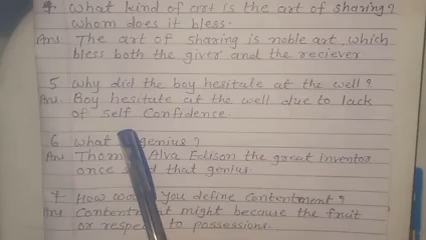 4 What kind of art is the art of sharing?
whom does it bless.
Ans The art of sharing is noble art which
bless both the giver and the reciever
5 why did the boy hesitate at the well?
Ans. Boy hesitate at the well due to lack
of self Confidence.
6 what genius?
Ans Alva Edison the great inventor
once that genius
7 How you define Contentment?
Ans might because the fruit
or to possessions.